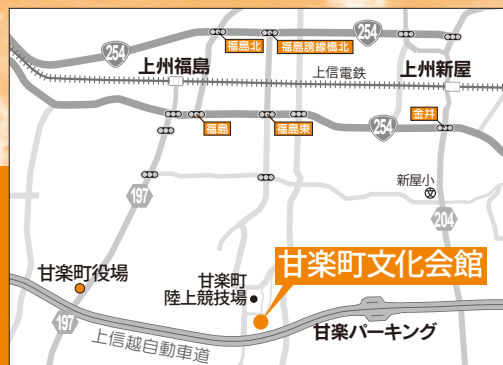 254
福島北
福島跨線橋北
254
上州福島
上信電鉄
上州新屋
福島
福島東
254
金井
新屋小
197
204
甘楽町役場
甘楽町
陸上競技場
甘楽町文化会館
197
上信越自動車道
甘楽パーキング